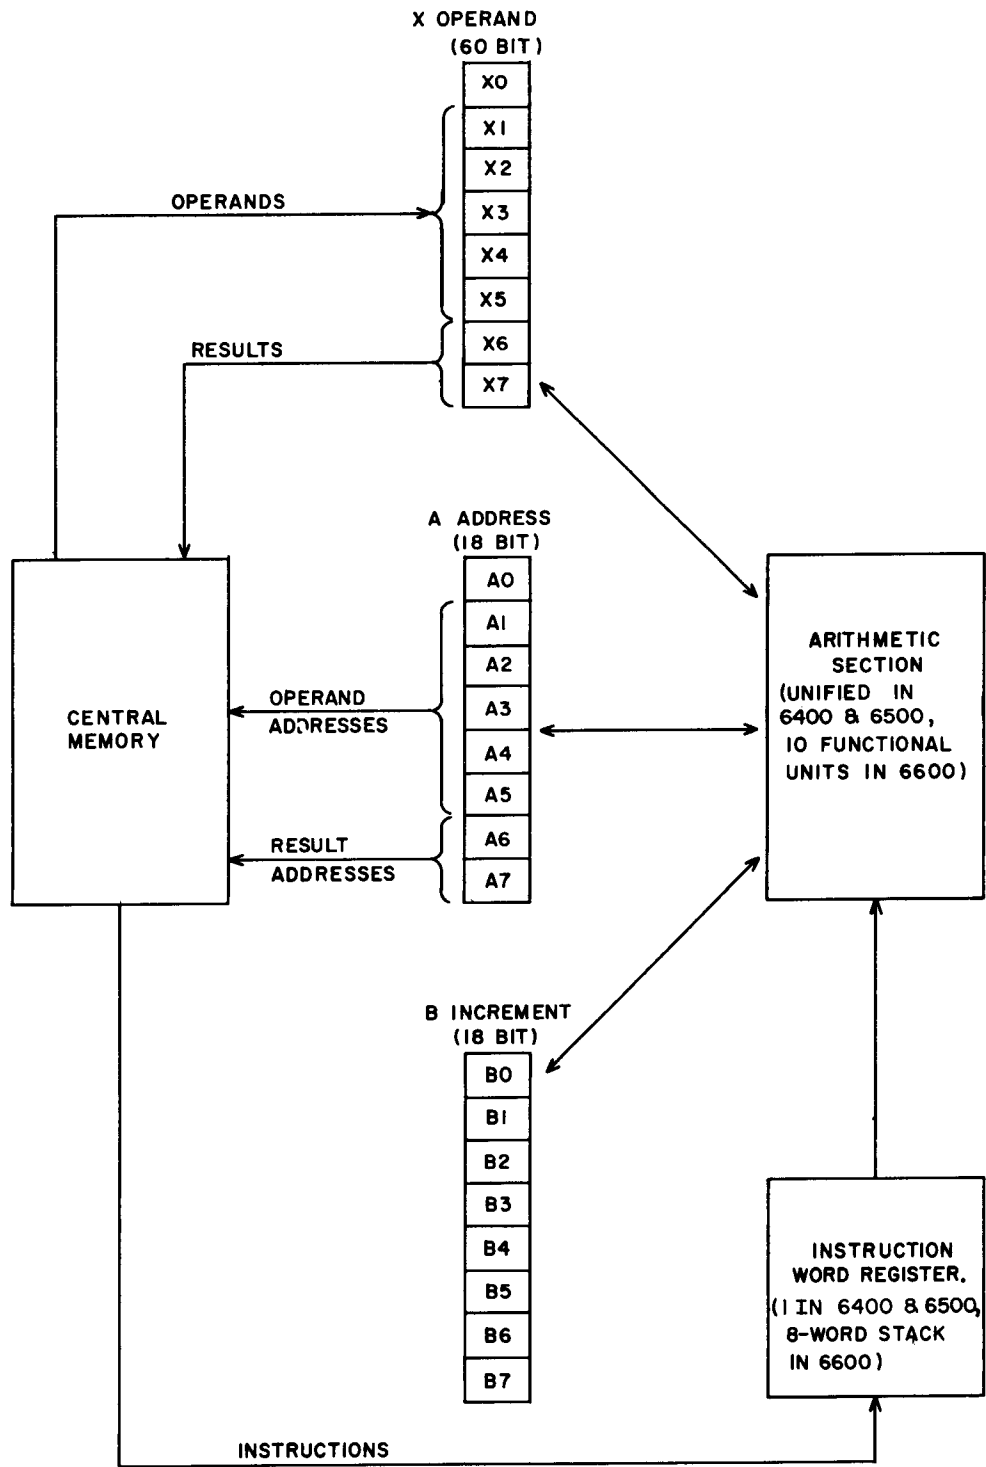 X OPERAND
(60 BIT)
X0
X1
X2
X3
X4
X5
X6
X7
OPERANDS
RESULTS
A ADDRESS
(18 BIT)
A0
A1
A2
A3
A4
A5
A6
A7
CENTRAL
MEMORY
OPERAND
ADDRESSES
RESULT
ADDRESSES
ARITHMETIC
SECTION
(UNIFIED IN
6400 & 6500,
10 FUNCTIONAL
UNITS IN 6600)
B INCREMENT
(18 BIT)
B0
B1
B2
B3
B4
B5
B6
B7
INSTRUCTION
WORD REGISTER.
(1 IN 6400 & 6500,
8-WORD STACK
IN 6600)
INSTRUCTIONS